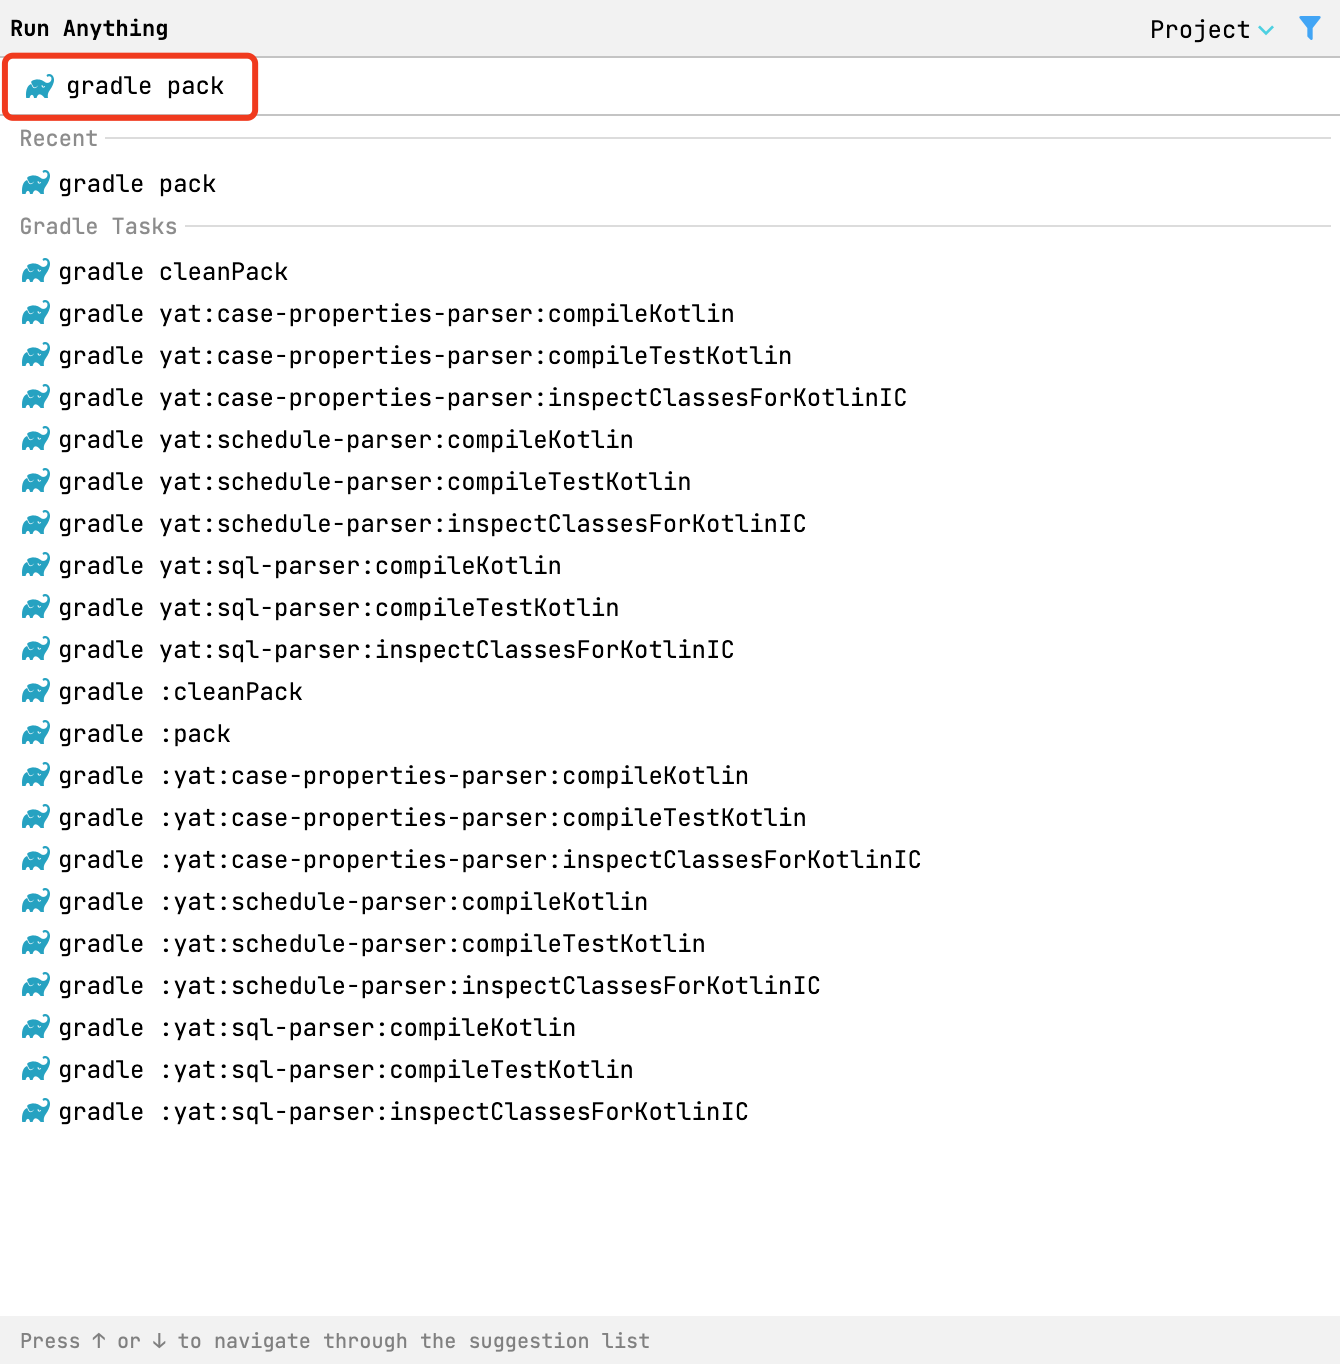 Run Anything
Project
gradle pack
Recent
gradle pack
Gradle Tasks
gradle cleanPack
gradle yat:case-properties-parser:compileKotlin
gradle yat:case-properties-parser:compileTestKotlin
gradle yat:case-properties-parser:inspectClassesForKotlinIC
gradle yat:schedule-parser:compileKotlin
gradle yat:schedule-parser:compileTestKotlin
gradle yat:schedule-parser:inspectClassesForKotlinIC
gradle yat:sql-parser:compileKotlin
gradle yat:sql-parser:compileTestKotlin
gradle yat:sql-parser:inspectClassesForKotlinIC
gradle :cleanPack
gradle :pack
gradle :yat:case-properties-parser:compileKotlin
gradle :yat:case-properties-parser:compileTestKotlin
gradle :yat:case-properties-parser:inspectClassesForKotlinIC
gradle :yat:schedule-parser:compileKotlin
gradle :yat:schedule-parser:compileTestKotlin
gradle :yat:schedule-parser:inspectClassesForKotlinIC
gradle :yat:sql-parser:compileKotlin
gradle :yat:sql-parser:compileTestKotlin
gradle :yat:sql-parser:inspectClassesForKotlinIC
Press ↑ or ↓ to navigate through the suggestion list